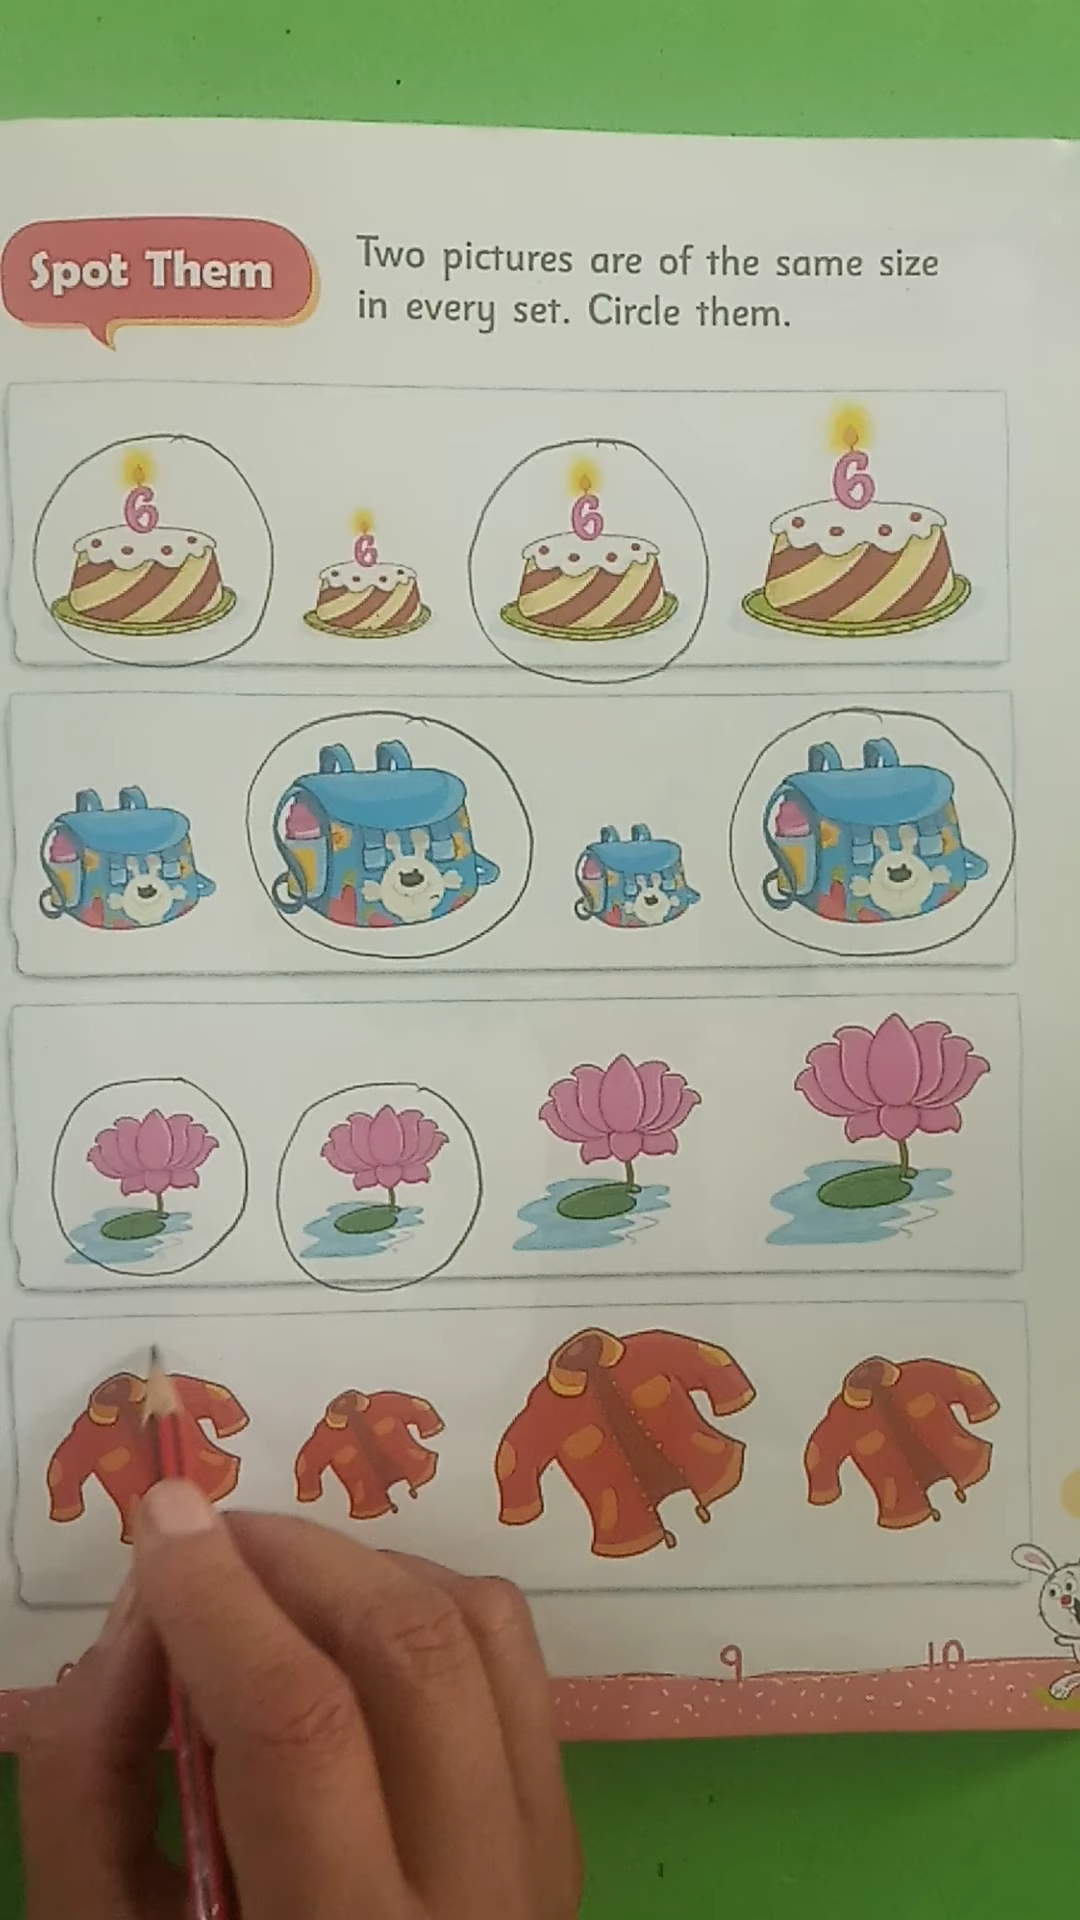 Spot Them
Two pictures are of the same size
in every set. Circle them.
6 6 6 6
9 10